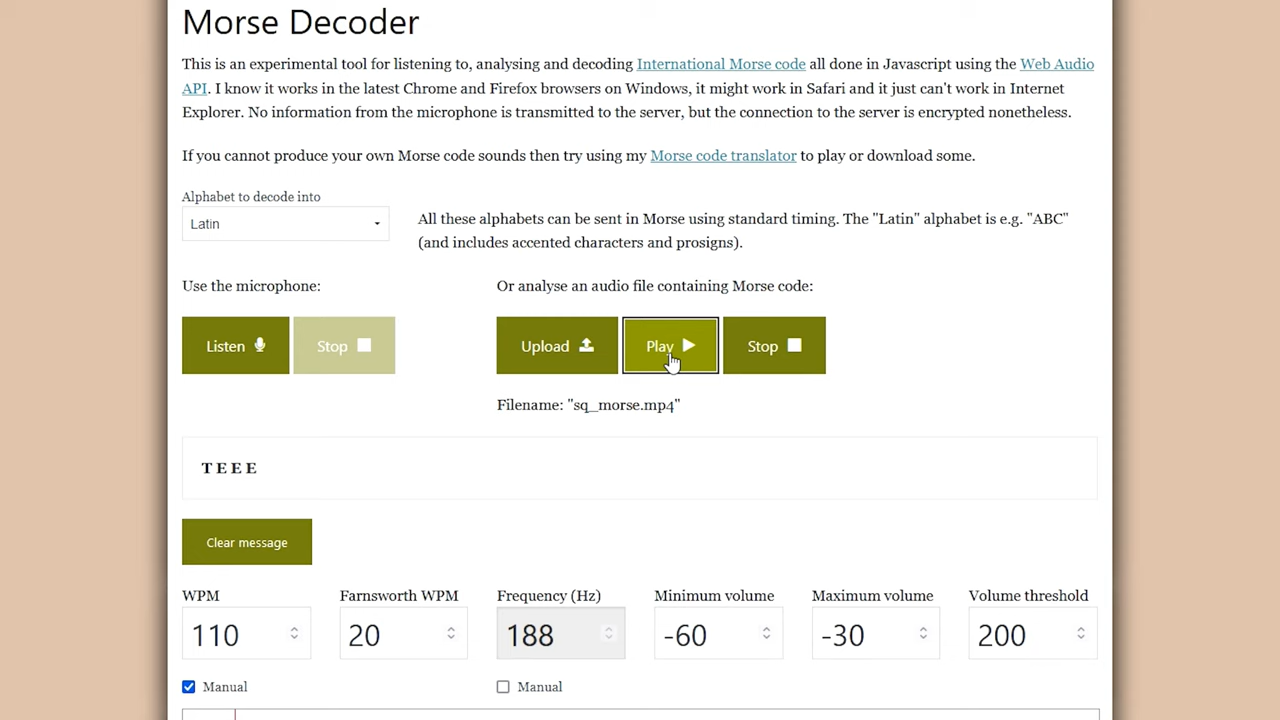 Morse Decoder
This is an experimental tool for listening to, analysing and decoding International Morse code all done in Javascript using the Web Audio
API. I know it works in the latest Chrome and Firefox browsers on Windows, it might work in Safari and it just can't work in Internet
Explorer. No information from the microphone is transmitted to the server, but the connection to the server is encrypted nonetheless.
If you cannot produce your own Morse code sounds then try using my Morse code translator to play or download some.
Alphabet to decode into
Latin
All these alphabets can be sent in Morse using standard timing. The "Latin" alphabet is e.g. "ABC"
(and includes accented characters and prosigns).
Use the microphone:
Or analyse an audio file containing Morse code:
Listen Stop
Upload Play Stop
Filename: "sq_morse.mp4"
T E E E
Clear message
WPM Farnsworth WPM Frequency (Hz) Minimum volume Maximum volume Volume threshold
110 20 188 -60 -30 200
Manual Manual